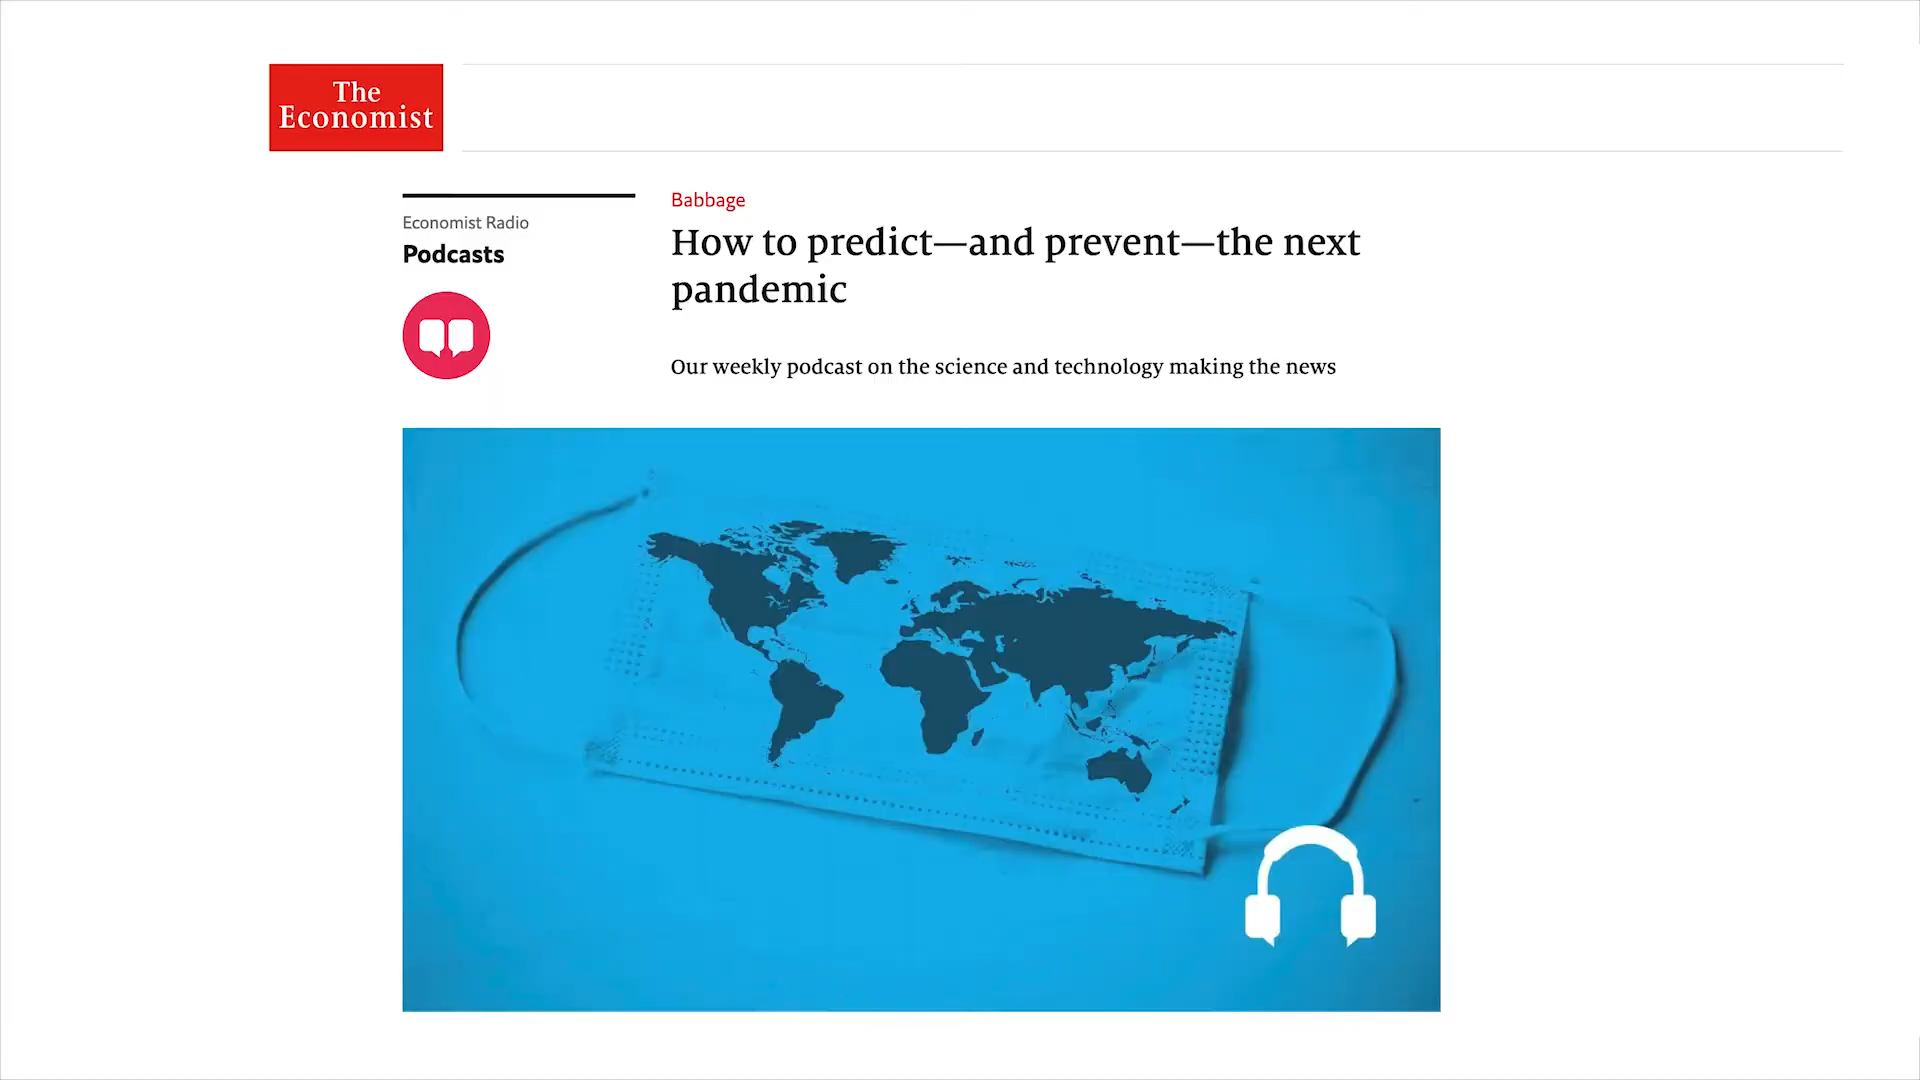 The
Economist
Economist Radio
Podcasts
Babbage
How to predict—and prevent—the next
pandemic
Our weekly podcast on the science and technology making the news